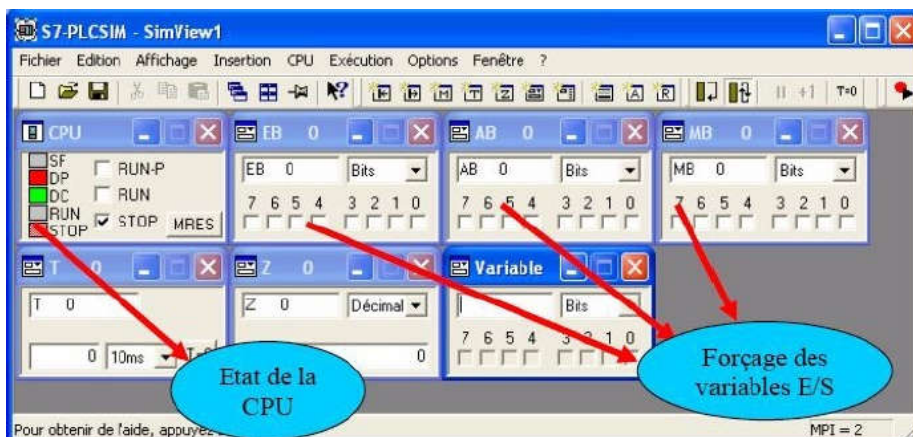 S7-PLCSIM - SimView1
Fichier Edition Affichage Insertion CPU Exécution Options Fenêtre ?
T=0
CPU
SF
DP
DC
RUN
STOP
RUN-P
RUN
STOP
MRES
EB 0
EB 0 Bits
7 6 5 4 3 2 1 0
AB 0
AB 0 Bits
7 6 5 4 3 2 1 0
MB 0
MB 0 Bits
7 6 5 4 3 2 1 0
T 0
T 0
0 10ms
Z 0
Z 0 Décimal
0
Variable
Bits
7 6 5 4 3 2 1 0
Etat de la
CPU
Forçage des
variables E/S
Pour obtenir de l'aide, appuyez
MPI = 2